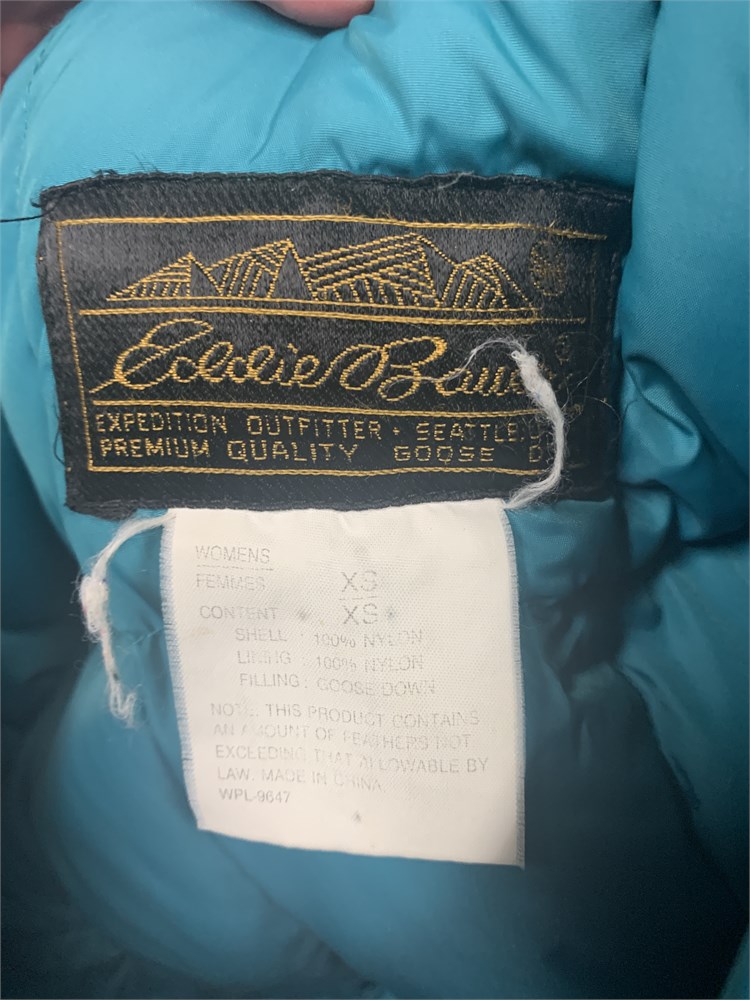 Eddie Bauer
EXPEDITION OUTFITTER • SEATTLE, U
PREMIUM QUALITY GOOSE D
WOMENS
FEMMES XS
CONTENT XS
SHELL : 100% NYLON
LINING : 100% NYLON
FILLING : GOOSE DOWN
NOTE: THIS PRODUCT CONTAINS
AN AMOUNT OF FEATHERS NOT
EXCEEDING THAT ALLOWABLE BY
LAW. MADE IN CHINA.
WPL-9647